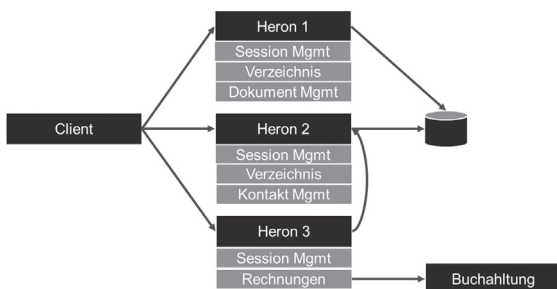 Heron 1
Session Mgmt
Verzeichnis
Dokument Mgmt
Client
Heron 2
Session Mgmt
Verzeichnis
Kontakt Mgmt
Heron 3
Session Mgmt
Rechnungen
Buchahltung